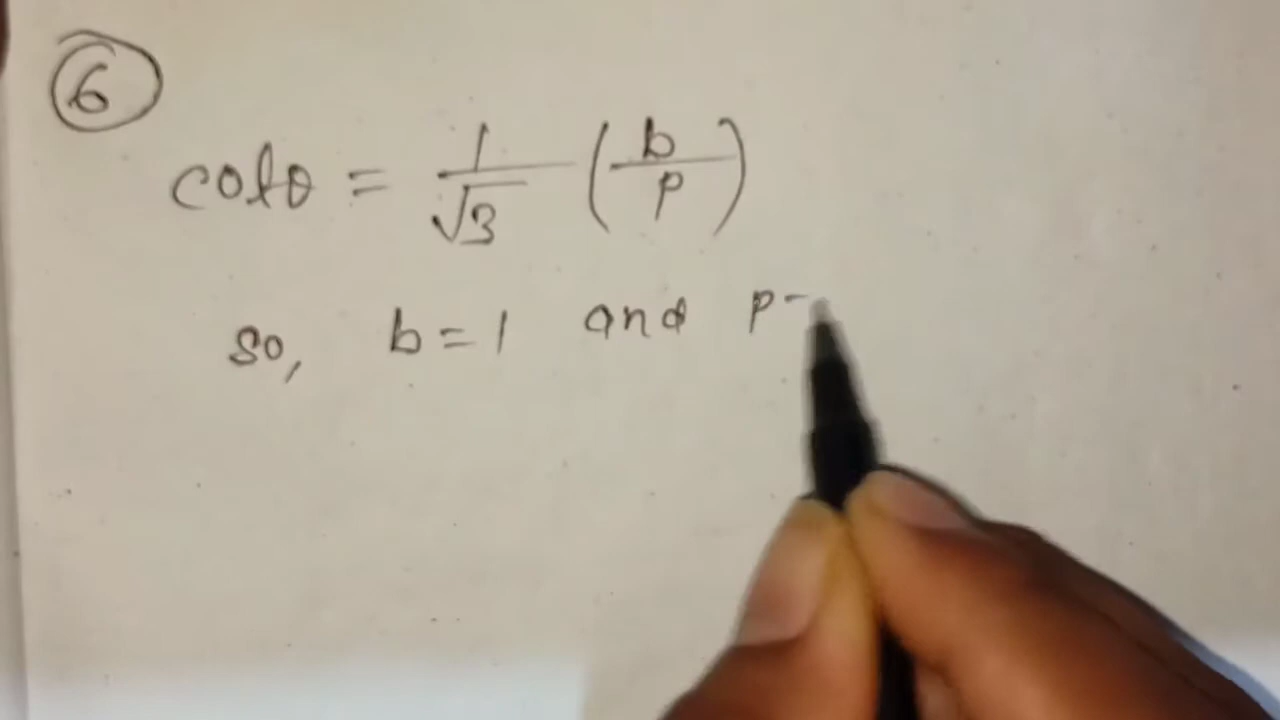 6
cotθ = 1/√3 (b/p)
so, b = 1 and p =